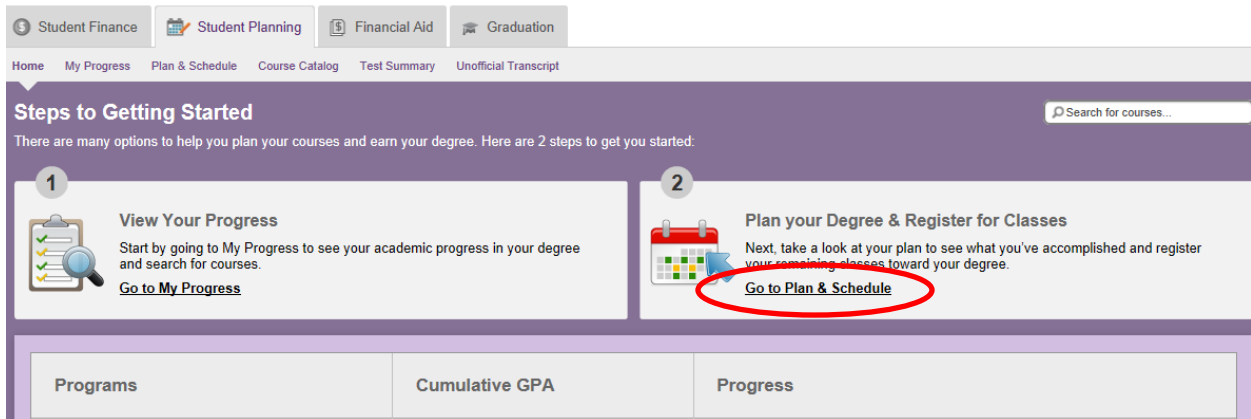 Student Finance
Student Planning
Financial Aid
Graduation
Home
My Progress
Plan & Schedule
Course Catalog
Test Summary
Unofficial Transcript
Steps to Getting Started
Search for courses...
There are many options to help you plan your courses and earn your degree. Here are 2 steps to get you started:
1
View Your Progress
Start by going to My Progress to see your academic progress in your degree
and search for courses.
Go to My Progress
2
Plan your Degree & Register for Classes
Next, take a look at your plan to see what you've accomplished and register
your remaining classes toward your degree.
Go to Plan & Schedule
Programs
Cumulative GPA
Progress